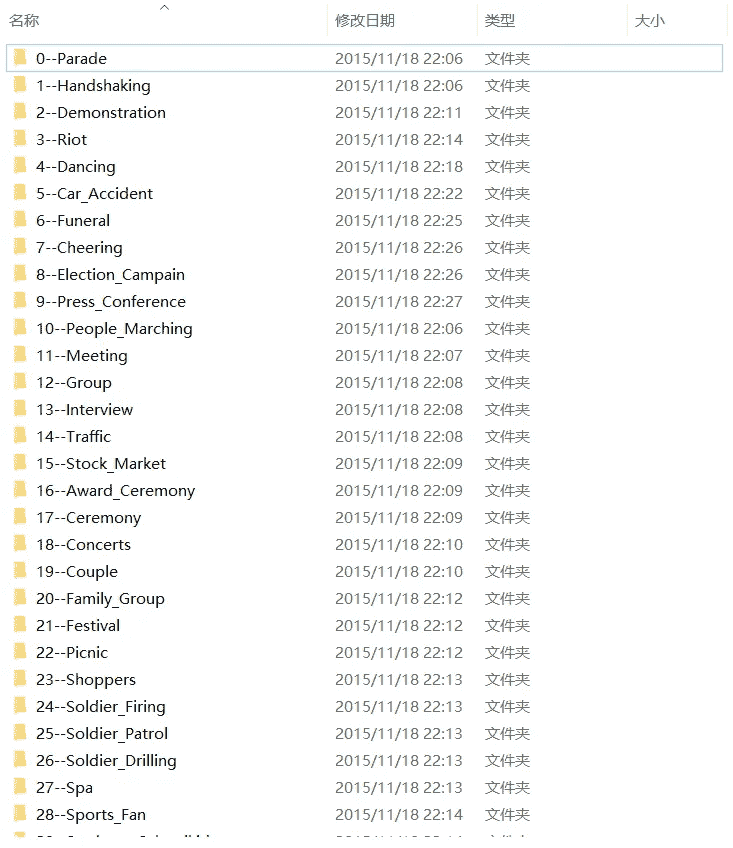 名称 修改日期 类型 大小
0--Parade 2015/11/18 22:06 文件夹
1--Handshaking 2015/11/18 22:06 文件夹
2--Demonstration 2015/11/18 22:11 文件夹
3--Riot 2015/11/18 22:14 文件夹
4--Dancing 2015/11/18 22:18 文件夹
5--Car_Accident 2015/11/18 22:22 文件夹
6--Funeral 2015/11/18 22:25 文件夹
7--Cheering 2015/11/18 22:26 文件夹
8--Election_Campain 2015/11/18 22:26 文件夹
9--Press_Conference 2015/11/18 22:27 文件夹
10--People_Marching 2015/11/18 22:06 文件夹
11--Meeting 2015/11/18 22:07 文件夹
12--Group 2015/11/18 22:08 文件夹
13--Interview 2015/11/18 22:08 文件夹
14--Traffic 2015/11/18 22:08 文件夹
15--Stock_Market 2015/11/18 22:09 文件夹
16--Award_Ceremony 2015/11/18 22:09 文件夹
17--Ceremony 2015/11/18 22:09 文件夹
18--Concerts 2015/11/18 22:10 文件夹
19--Couple 2015/11/18 22:10 文件夹
20--Family_Group 2015/11/18 22:12 文件夹
21--Festival 2015/11/18 22:12 文件夹
22--Picnic 2015/11/18 22:12 文件夹
23--Shoppers 2015/11/18 22:13 文件夹
24--Soldier_Firing 2015/11/18 22:13 文件夹
25--Soldier_Patrol 2015/11/18 22:13 文件夹
26--Soldier_Drilling 2015/11/18 22:13 文件夹
27--Spa 2015/11/18 22:13 文件夹
28--Sports_Fan 2015/11/18 22:14 文件夹